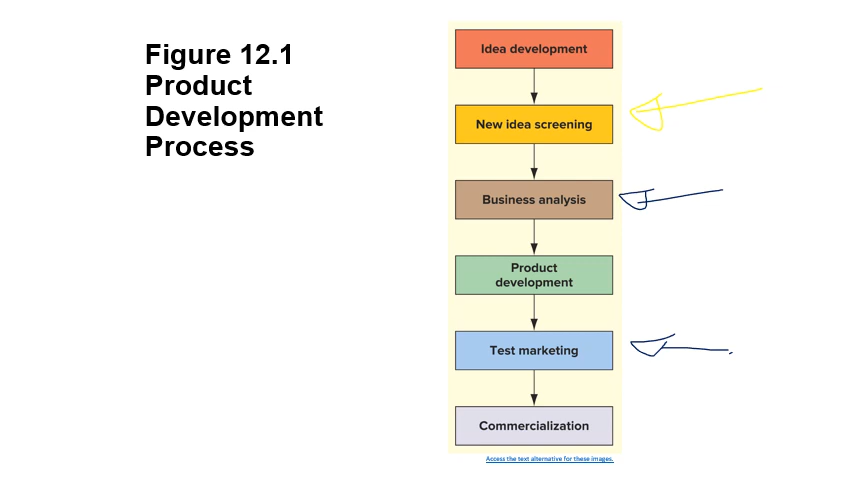 Figure 12.1
Product
Development
Process
Idea development
New idea screening
Business analysis
Product
development
Test marketing
Commercialization
Access the text alternative for these images.